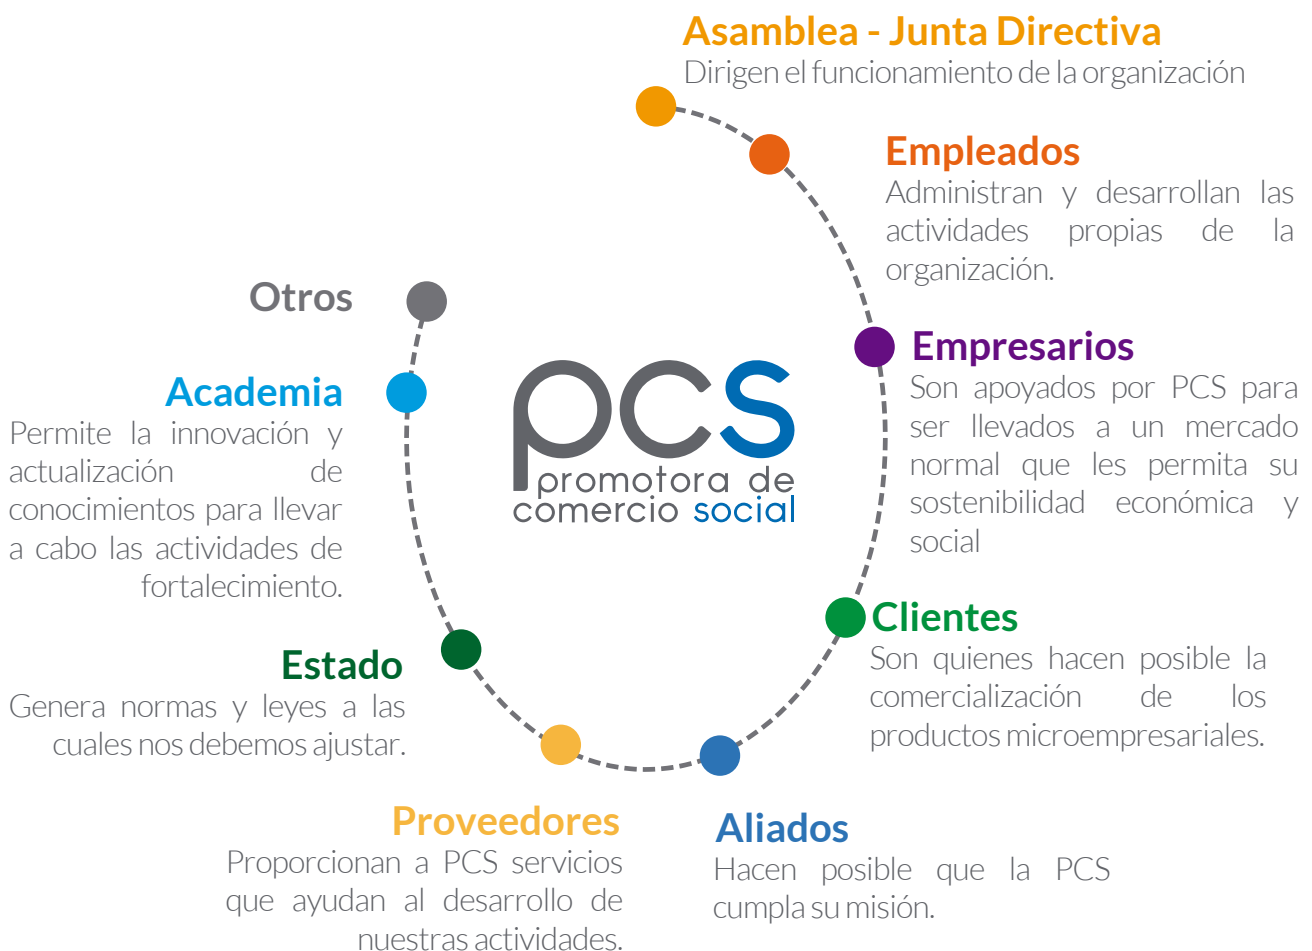 Asamblea - Junta Directiva
Dirigen el funcionamiento de la organización
Empleados
Administran y desarrollan las
actividades propias de la
organización.
Empresarios
Son apoyados por PCS para
ser llevados a un mercado
normal que les permita su
sostenibilidad económica y
social
Clientes
Son quienes hacen posible la
comercialización de los
productos microempresariales.
Aliados
Hacen posible que la PCS
cumpla su misión.
Proveedores
Proporcionan a PCS servicios
que ayudan al desarrollo de
nuestras actividades.
Estado
Genera normas y leyes a las
cuales nos debemos ajustar.
Academia
Permite la innovación y
actualización de
conocimientos para llevar
a cabo las actividades de
fortalecimiento.
Otros
pcs
promotora de
comercio social